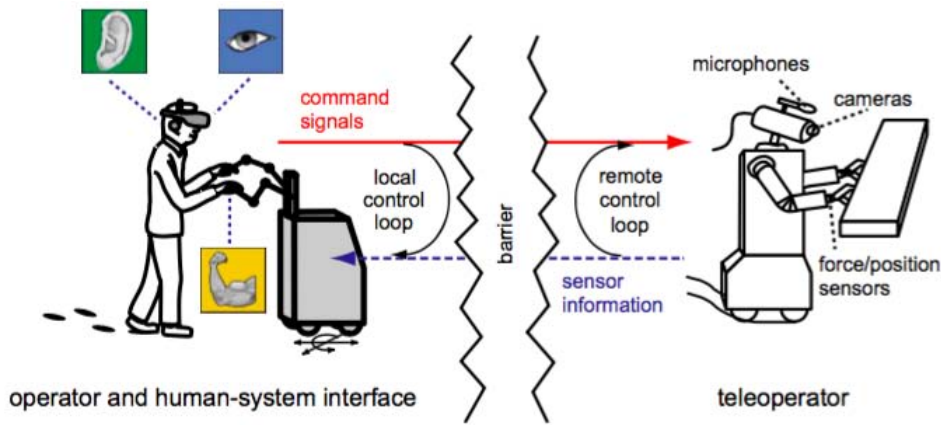 command
signals
local
control
loop
barrier
remote
control
loop
sensor
information
microphones
cameras
force/position
sensors
operator and human-system interface
teleoperator